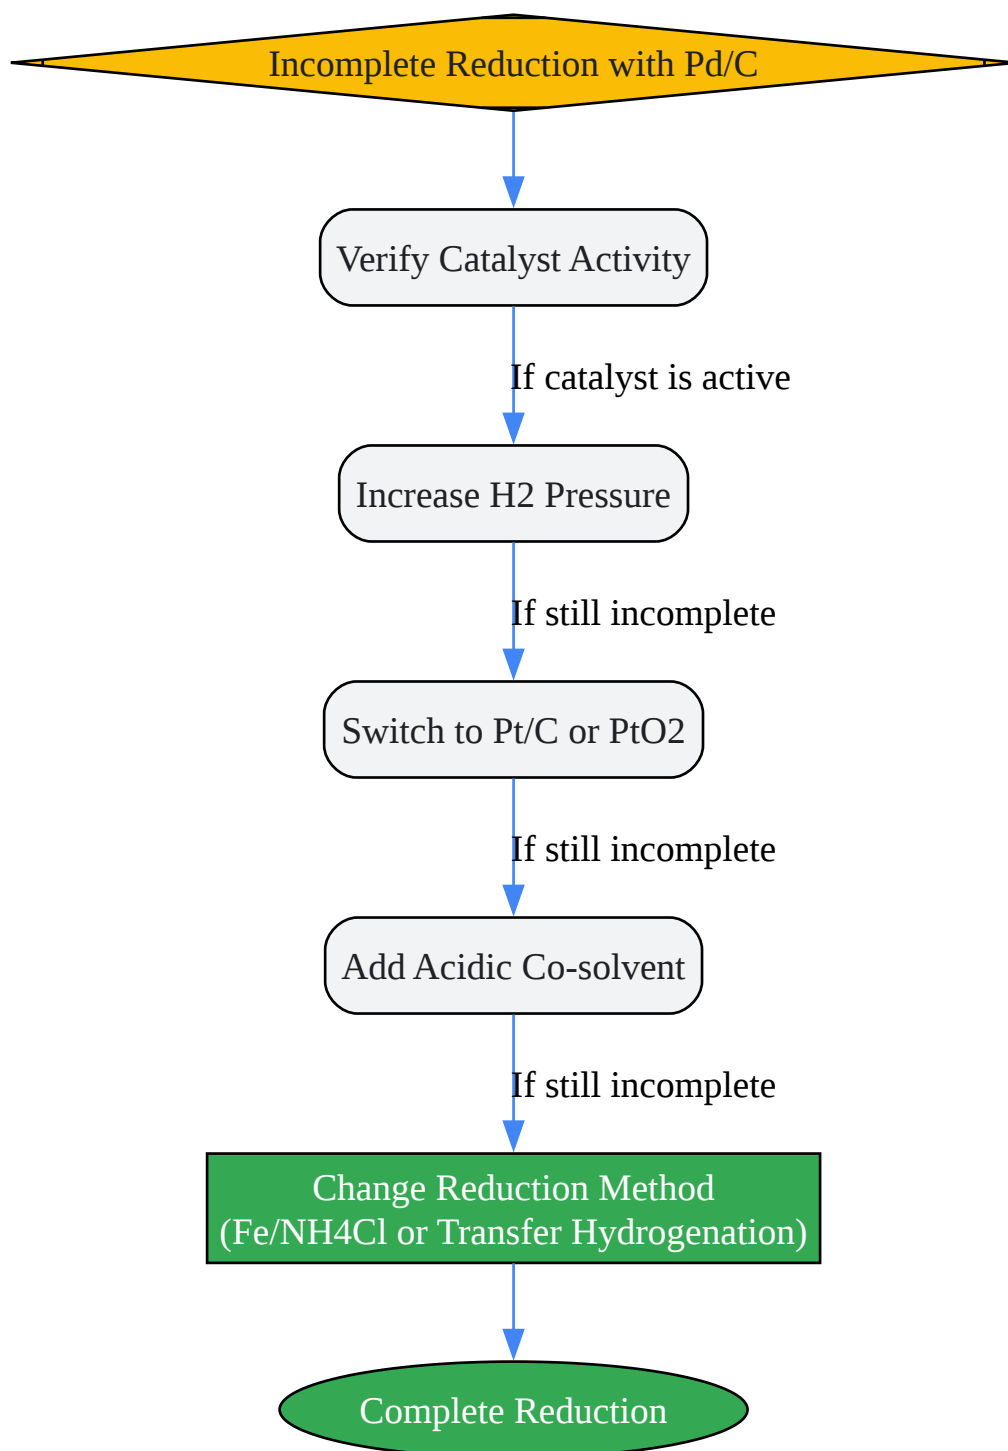 Incomplete Reduction with Pd/C
Verify Catalyst Activity
If catalyst is active
Increase H2 Pressure
If still incomplete
Switch to Pt/C or PtO2
If still incomplete
Add Acidic Co-solvent
If still incomplete
Change Reduction Method
(Fe/NH4Cl or Transfer Hydrogenation)
Complete Reduction